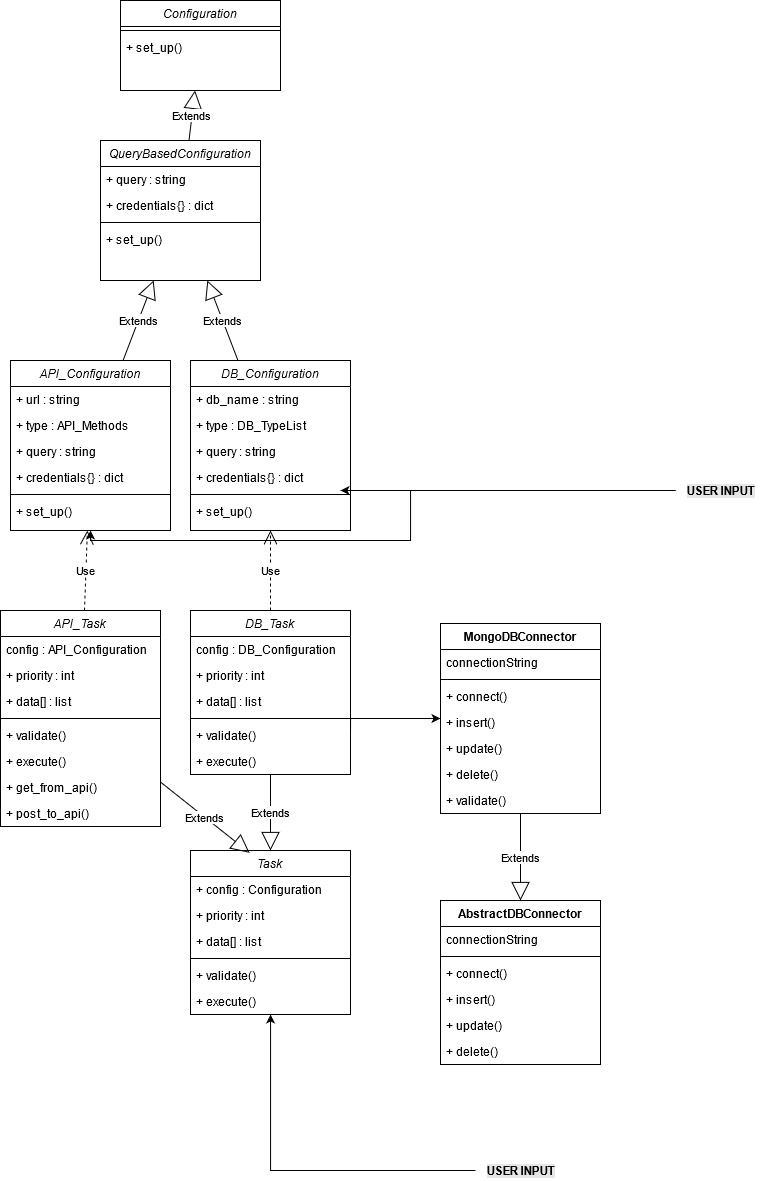 Configuration
+ set_up()
Extends
QueryBasedConfiguration
+ query : string
+ credentials{} : dict
+ set_up()
Extends
Extends
API_Configuration
+ url : string
+ type : API_Methods
+ query : string
+ credentials{} : dict
+ set_up()
DB_Configuration
+ db_name : string
+ type : DB_TypeList
+ query : string
+ credentials{} : dict
+ set_up()
USER INPUT
Use
Use
API_Task
config : API_Configuration
+ priority : int
+ data[] : list
+ validate()
+ execute()
+ get_from_api()
+ post_to_api()
DB_Task
config : DB_Configuration
+ priority : int
+ data[] : list
+ validate()
+ execute()
MongoDBConnector
connectionString
+ connect()
+ insert()
+ update()
+ delete()
+ validate()
Extends
Extends
Extends
Task
+ config : Configuration
+ priority : int
+ data[] : list
+ validate()
+ execute()
AbstractDBConnector
connectionString
+ connect()
+ insert()
+ update()
+ delete()
USER INPUT